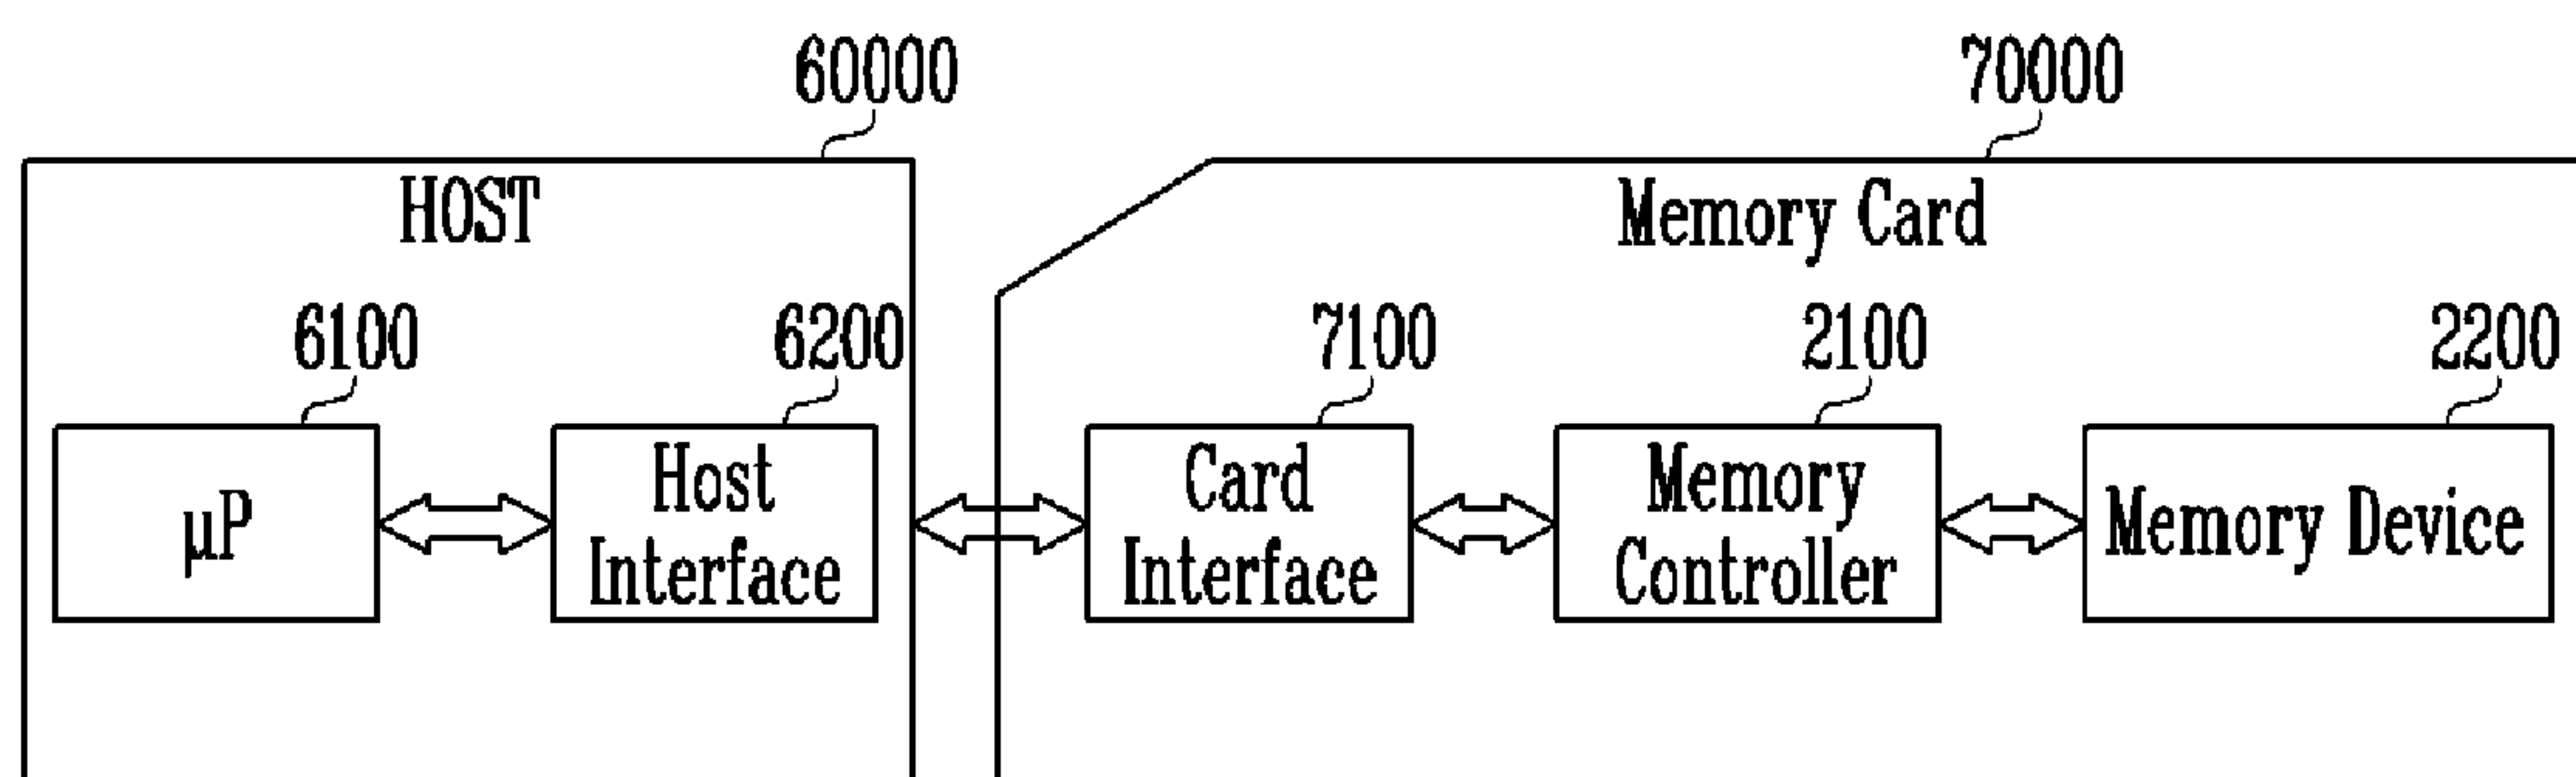 60000
70000
HOST
Memory Card
6100
6200
7100
2100
2200
μP
Host
Interface
Card
Interface
Memory
Controller
Memory Device